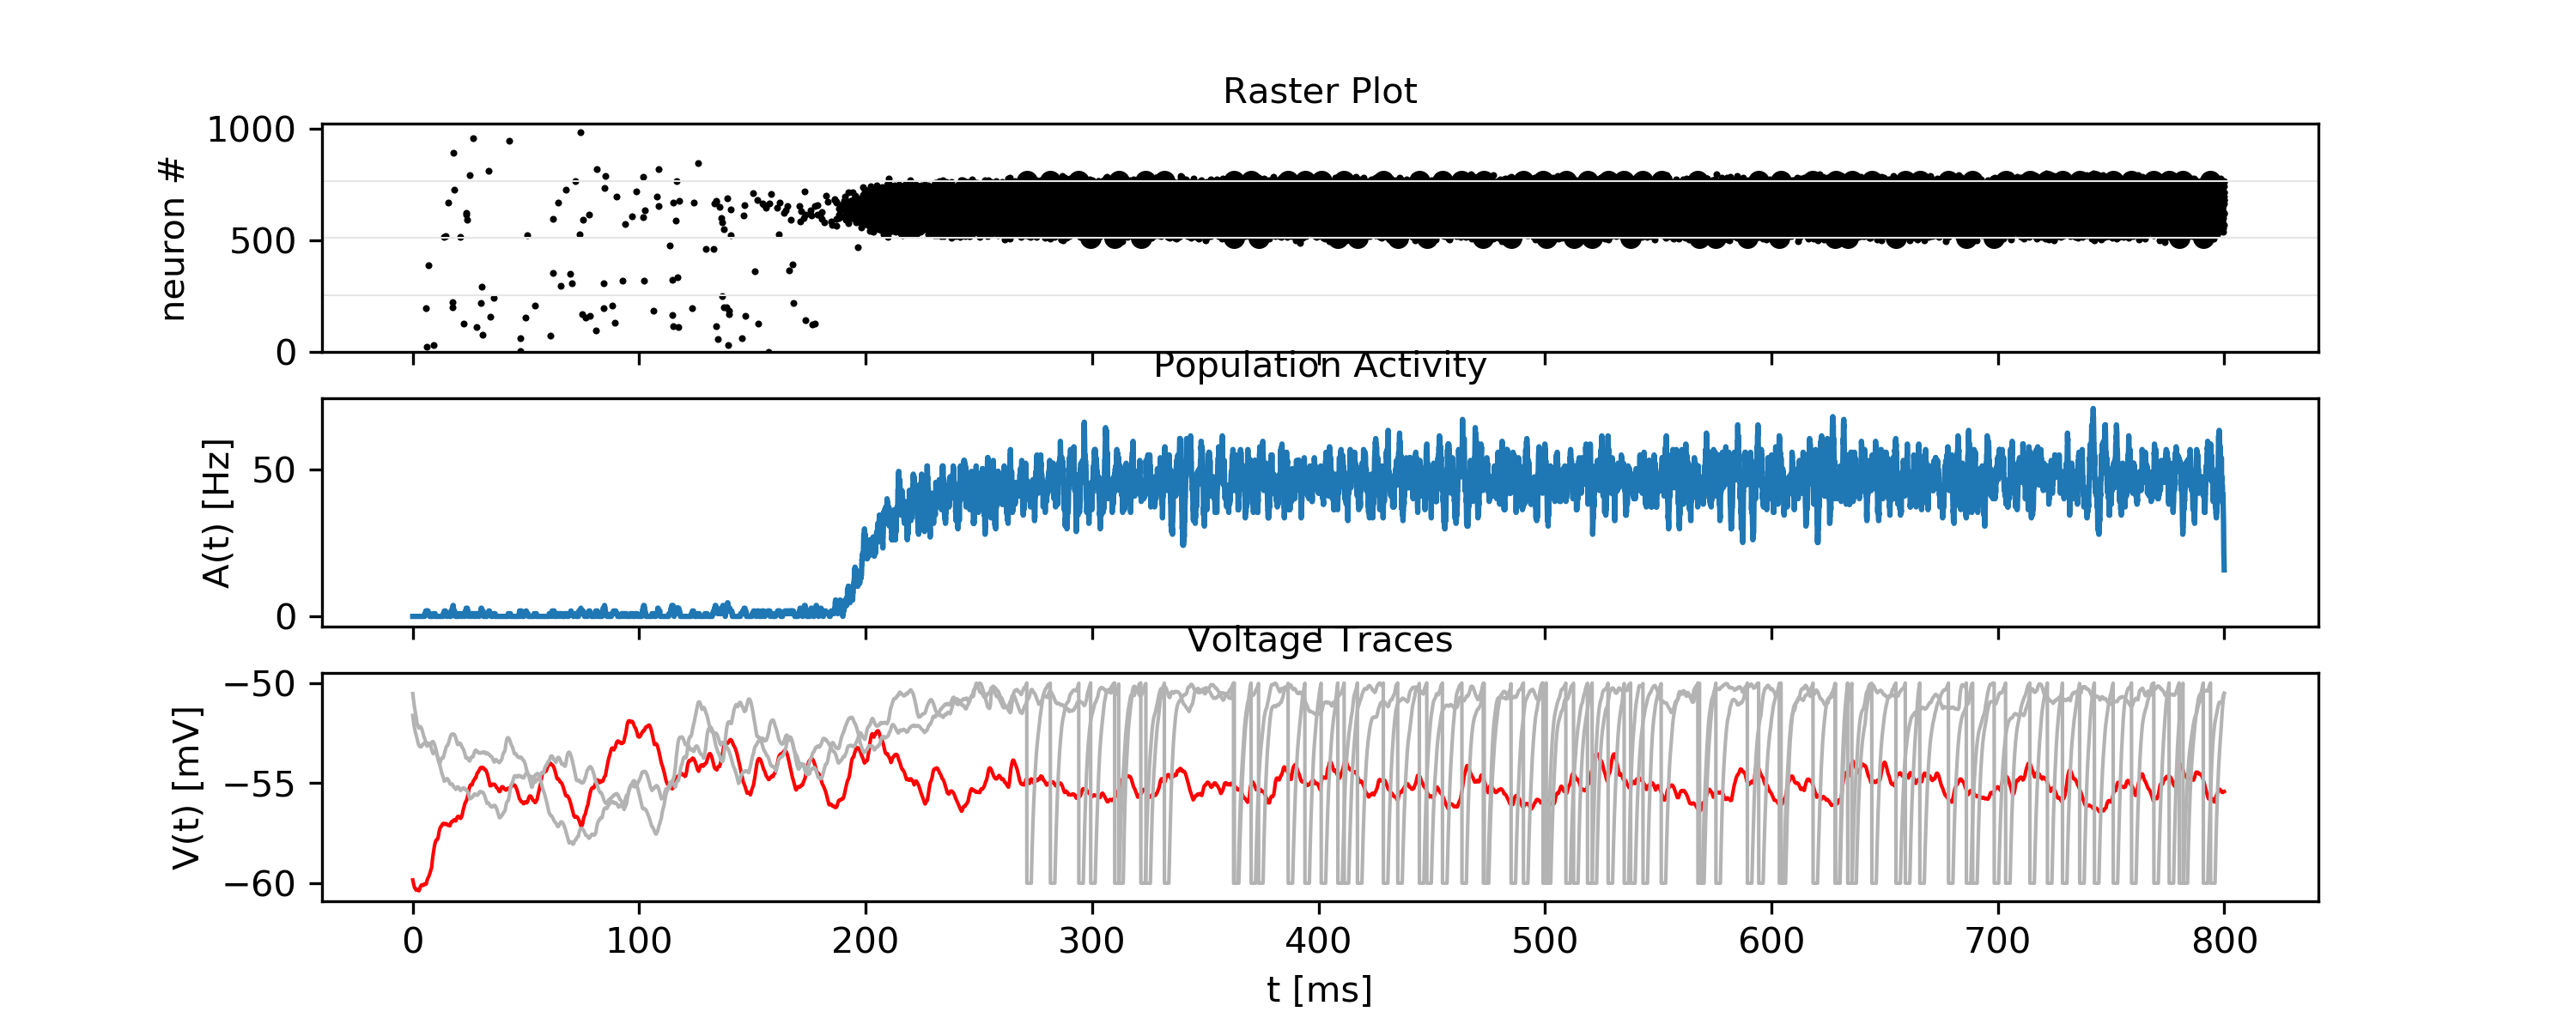 Raster Plot
1000
500
0
neuron #
Population Activity
50
0
A(t) [Hz]
Voltage Traces
−50
−55
−60
V(t) [mV]
0 100 200 300 400 500 600 700 800
t [ms]